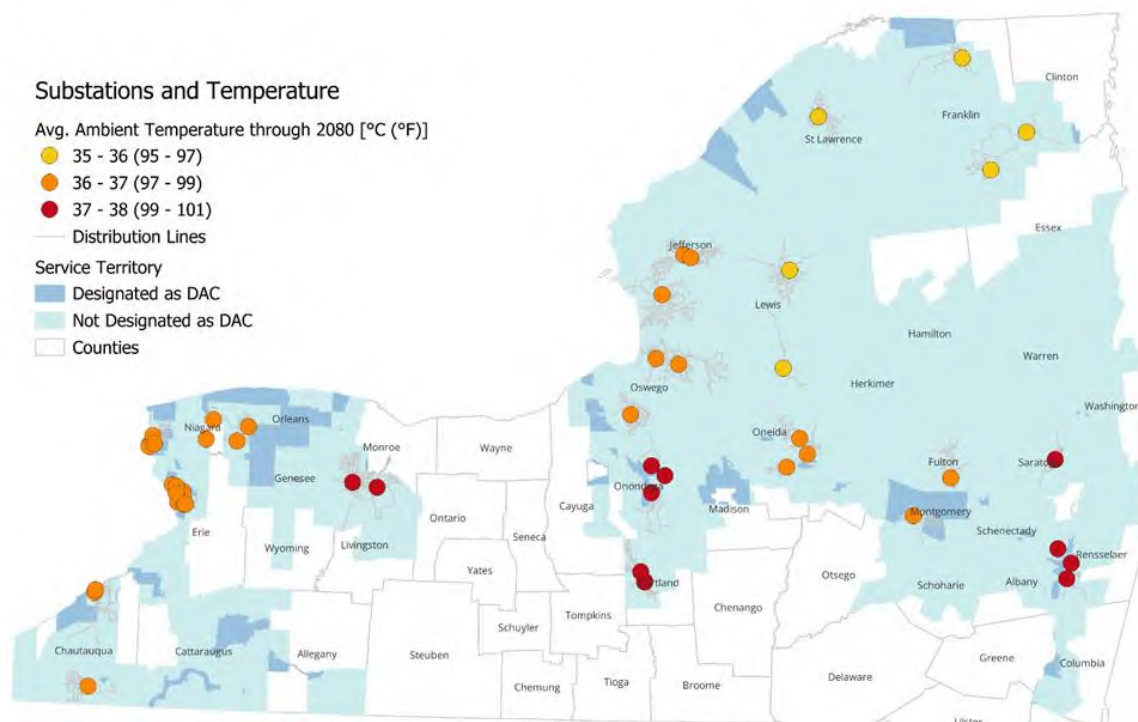 Substations and Temperature
Avg. Ambient Temperature through 2080 [°C (°F)]
35 - 36 (95 - 97)
36 - 37 (97 - 99)
37 - 38 (99 - 101)
Distribution Lines
Service Territory
Designated as DAC
Not Designated as DAC
Counties
Clinton
Franklin
St Lawrence
Essex
Jefferson
Lewis
Hamilton
Warren
Herkimer
Oswego
Washington
Niagara
Orleans
Oneida
Monroe
Wayne
Fulton
Saratoga
Genesee
Onondaga
Cayuga
Madison
Montgomery
Ontario
Schenectady
Erie
Wyoming
Livingston
Seneca
Rensselaer
Yates
Otsego
Schoharie
Albany
Cortland
Tompkins
Chenango
Schuyler
Chautauqua
Cattaraugus
Allegany
Steuben
Greene
Columbia
Delaware
Chemung
Tioga
Broome
Ulster